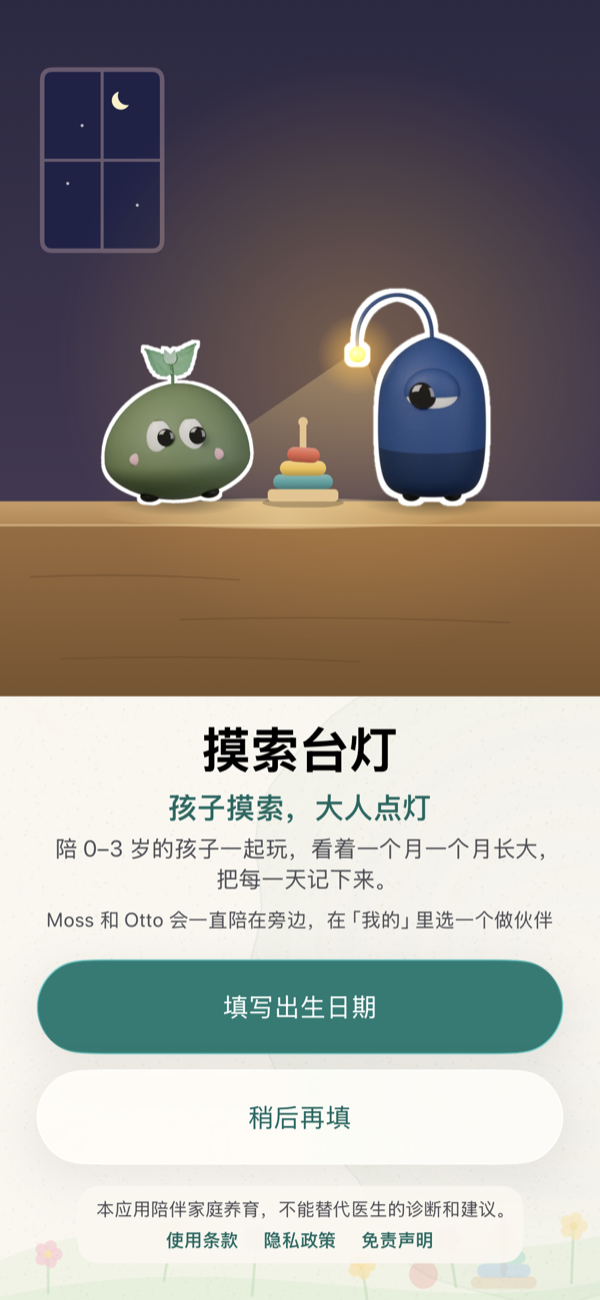 摸索台灯
孩子摸索，大人点灯
陪 0–3 岁的孩子一起玩，看着一个月一个月长大，
把每一天记下来。
Moss 和 Otto 会一直陪在旁边，在「我的」里选一个做伙伴
填写出生日期
稍后再填
本应用陪伴家庭养育，不能替代医生的诊断和建议。
使用条款 隐私政策 免责声明